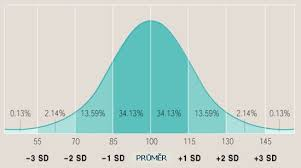 0.13% 2.14% 13.59% 34.13% 34.13% 13.59% 2.14% 0.13%
55 70 85 100 115 130 145
−3 SD −2 SD −1 SD PRŮMĚR +1 SD +2 SD +3 SD